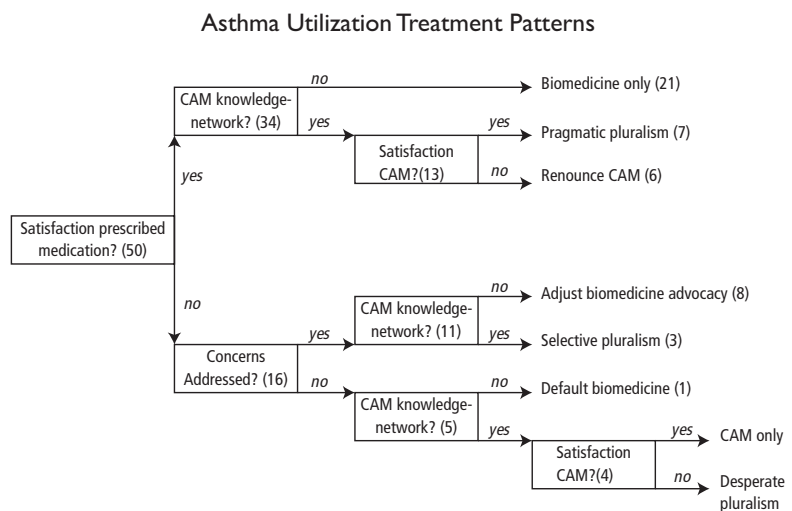 Asthma Utilization Treatment Patterns
no
Biomedicine only (21)
CAM knowledge-
network? (34)
yes
yes
Pragmatic pluralism (7)
Satisfaction
CAM?(13)
no
Renounce CAM (6)
yes
Satisfaction prescribed
medication? (50)
no
no
Adjust biomedicine advocacy (8)
CAM knowledge-
network? (11)
yes
yes
Selective pluralism (3)
Concerns
Addressed? (16)
no
no
Default biomedicine (1)
CAM knowledge-
network? (5)
yes
yes
CAM only
Satisfaction
CAM?(4)
no
Desperate
pluralism